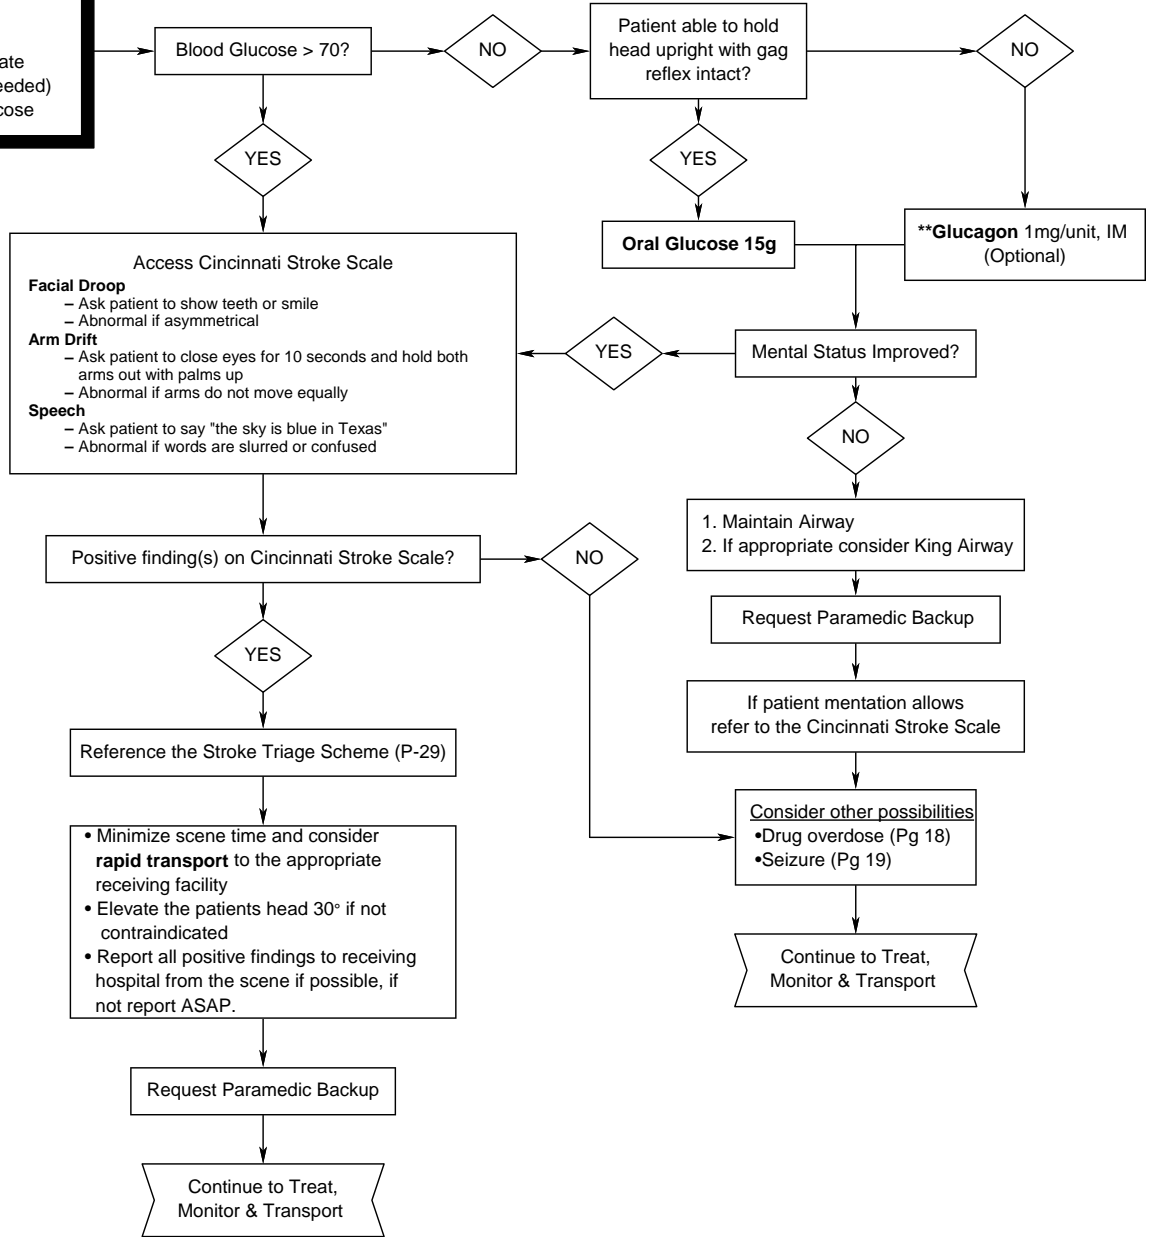 ate
eeded)
cose
Blood Glucose > 70?
NO
Patient able to hold
head upright with gag
reflex intact?
NO
YES
YES
Oral Glucose 15g
**Glucagon 1mg/unit, IM
(Optional)
Access Cincinnati Stroke Scale
Facial Droop
– Ask patient to show teeth or smile
– Abnormal if asymmetrical
Arm Drift
– Ask patient to close eyes for 10 seconds and hold both
arms out with palms up
– Abnormal if arms do not move equally
Speech
– Ask patient to say "the sky is blue in Texas"
– Abnormal if words are slurred or confused
YES
Mental Status Improved?
NO
1. Maintain Airway
2. If appropriate consider King Airway
Positive finding(s) on Cincinnati Stroke Scale?
NO
Request Paramedic Backup
YES
If patient mentation allows
refer to the Cincinnati Stroke Scale
Reference the Stroke Triage Scheme (P-29)
Consider other possibilities
•Drug overdose (Pg 18)
•Seizure (Pg 19)
• Minimize scene time and consider
rapid transport to the appropriate
receiving facility
• Elevate the patients head 30° if not
contraindicated
• Report all positive findings to receiving
hospital from the scene if possible, if
not report ASAP.
Continue to Treat,
Monitor & Transport
Request Paramedic Backup
Continue to Treat,
Monitor & Transport